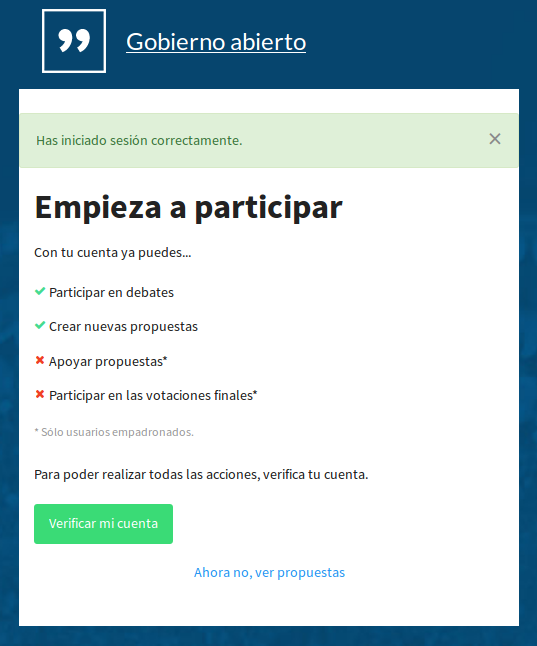 Gobierno abierto
Has iniciado sesión correctamente.
Empieza a participar
Con tu cuenta ya puedes...
Participar en debates
Crear nuevas propuestas
Apoyar propuestas*
Participar en las votaciones finales*
* Sólo usuarios empadronados.
Para poder realizar todas las acciones, verifica tu cuenta.
Verificar mi cuenta
Ahora no, ver propuestas